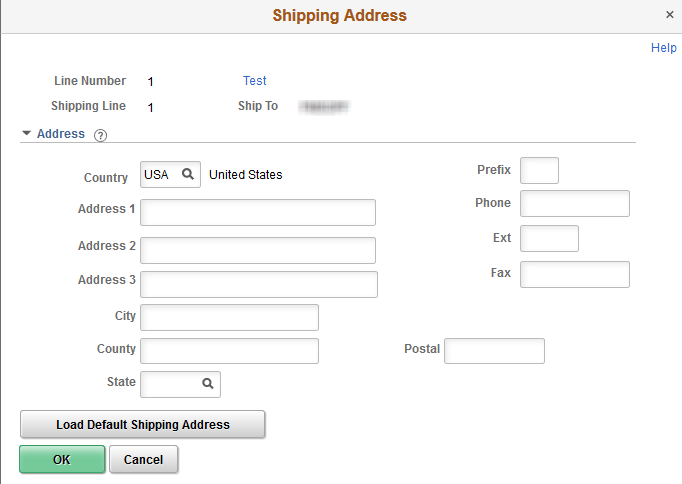 Shipping Address ×
Help
Line Number 1 Test
Shipping Line 1 Ship To
Address ?
Country USA United States Prefix
Address 1 Phone
Address 2 Ext
Address 3 Fax
City
County Postal
State
Load Default Shipping Address
OK Cancel